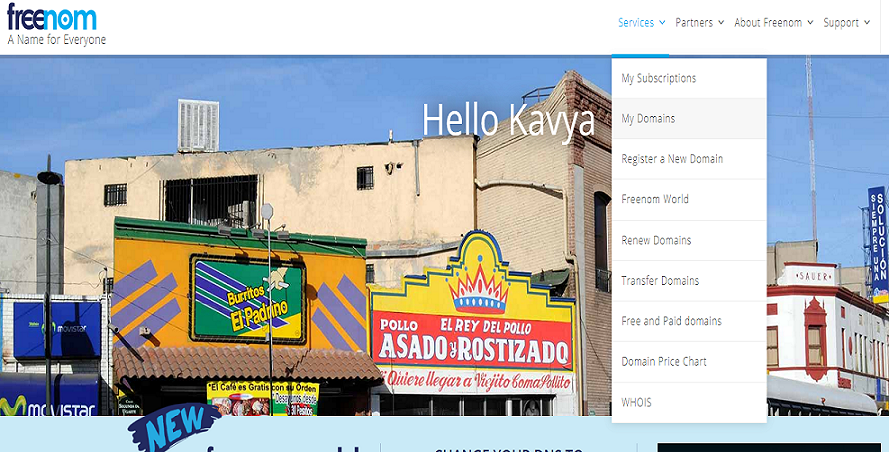 freenom
A Name for Everyone
Services
Partners
About Freenom
Support
My Subscriptions
My Domains
Register a New Domain
Freenom World
Renew Domains
Transfer Domains
Free and Paid domains
Domain Price Chart
WHOIS
Hello Kavya
SOLUCIÓN
SIEMPRE UNA
SAUER
Burritos
El Padrino
EL REY DEL POLLO
POLLO
ASADO y ROSTIZADO
Quiere llegar a Viejito Coma Pollito
movistar
movistar
"El Café es Gratis con su Orden
NEW
CHANGE YOUR DNS TO